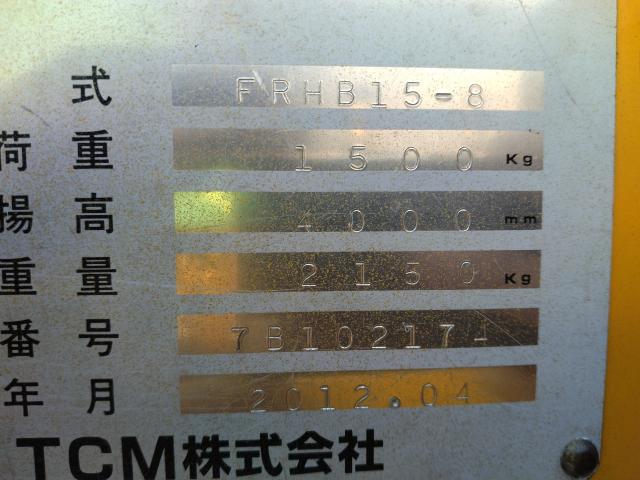 式 FRHB15-8
荷重 1500 Kg
揚高 4000 mm
重量 2150 Kg
番号 7B102171
年月 2012.04
TCM株式会社